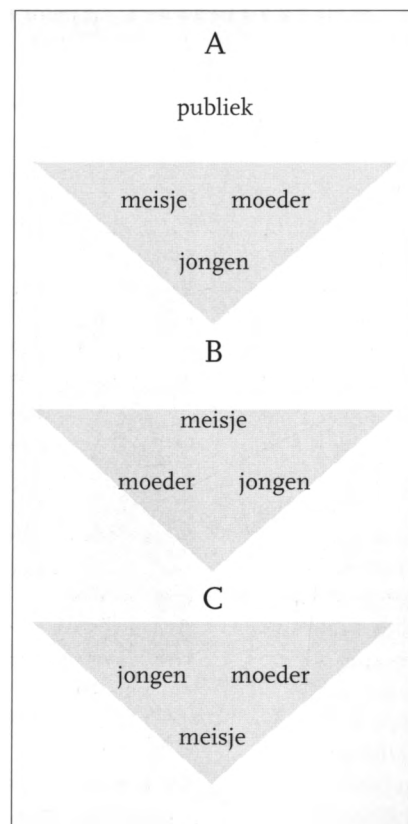 A
publiek
meisje moeder
jongen
B
meisje
moeder jongen
C
jongen moeder
meisje